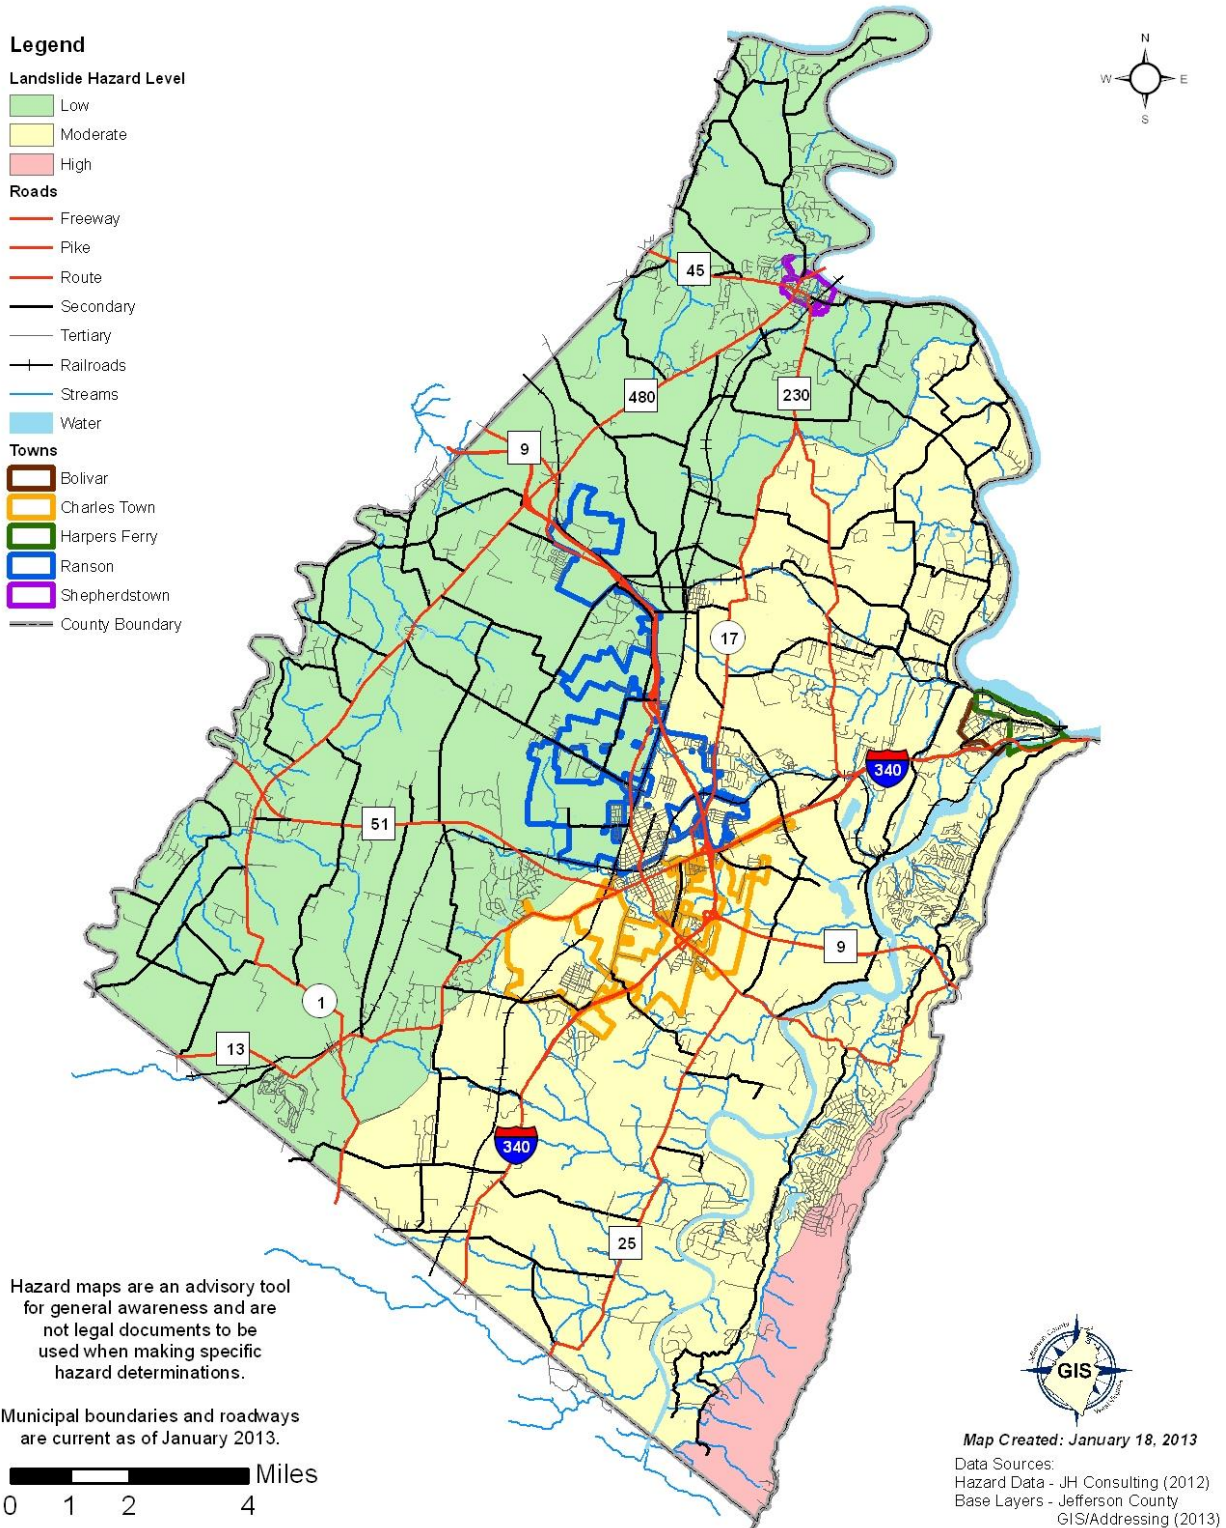 Legend
Landslide Hazard Level
Low
Moderate
High
Roads
Freeway
Pike
Route
Secondary
Tertiary
Railroads
Streams
Water
Towns
Bolivar
Charles Town
Harpers Ferry
Ranson
Shepherdstown
County Boundary
N
W E
S
45
480
230
9
17
340
51
9
1
13
340
25
Hazard maps are an advisory tool
for general awareness and are
not legal documents to be
used when making specific
hazard determinations.
Municipal boundaries and roadways
are current as of January 2013.
Miles
0 1 2 4
Jefferson County
GIS
West Virginia
Map Created: January 18, 2013
Data Sources:
Hazard Data - JH Consulting (2012)
Base Layers - Jefferson County
GIS/Addressing (2013)